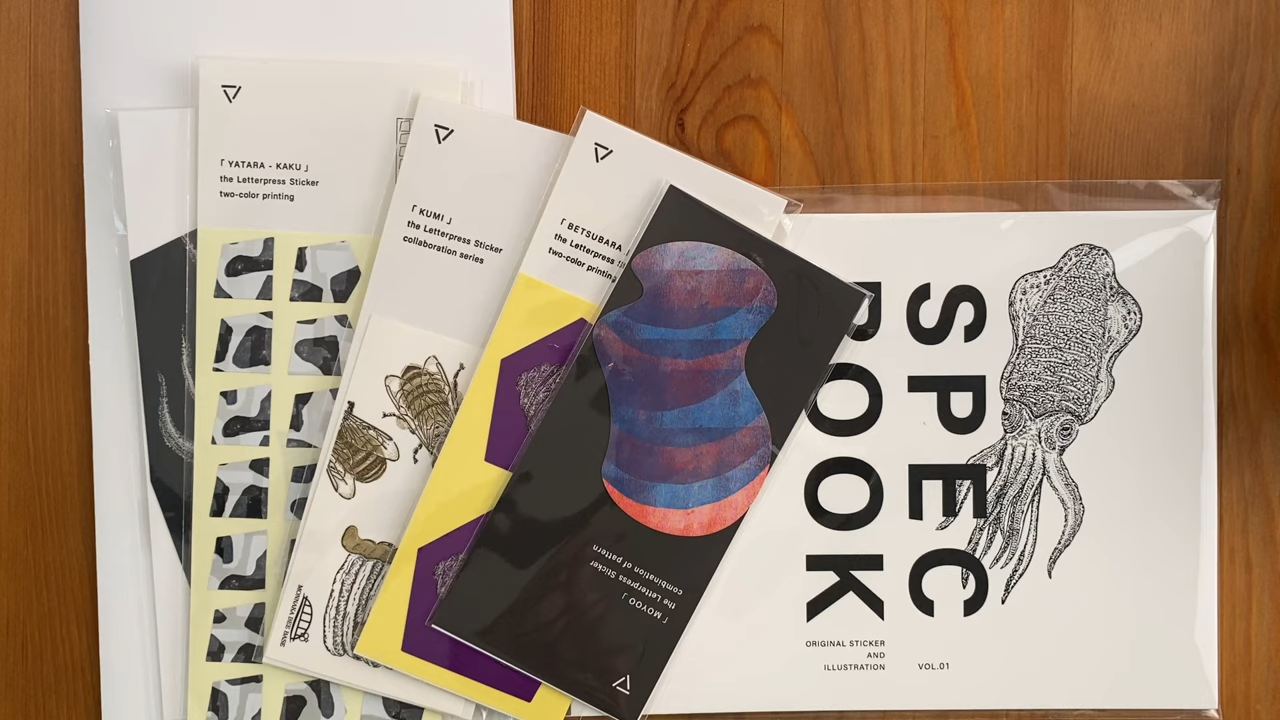 「 YATARA - KAKU 」
the Letterpress Sticker
two-color printing
「 KUMI 」
the Letterpress Sticker
collaboration series
「 BETSUBARA 」
the Letterpress
two-color printing
「 MOYOO 」
the Letterpress Sticker
combination of pattern
SPEC
BOOK
ORIGINAL STICKER
AND
ILLUSTRATION
VOL.01